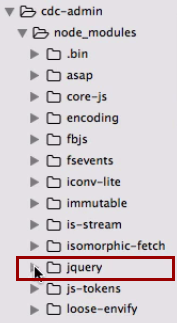 cdc-admin
node_modules
.bin
asap
core-js
encoding
fbjs
fsevents
iconv-lite
immutable
is-stream
isomorphic-fetch
jquery
js-tokens
loose-envify